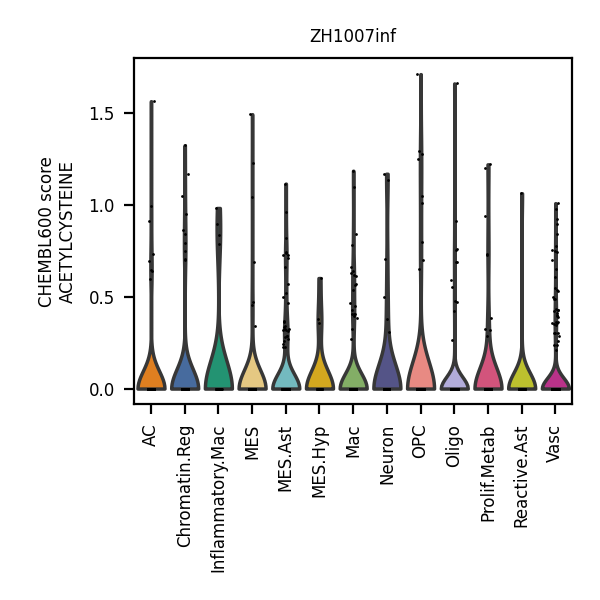 ZH1007inf
CHEMBL600 score
ACETYLCYSTEINE
1.5
1.0
0.5
0.0
AC
Chromatin.Reg
Inflammatory.Mac
MES
MES.Ast
MES.Hyp
Mac
Neuron
OPC
Oligo
Prolif.Metab
Reactive.Ast
Vasc